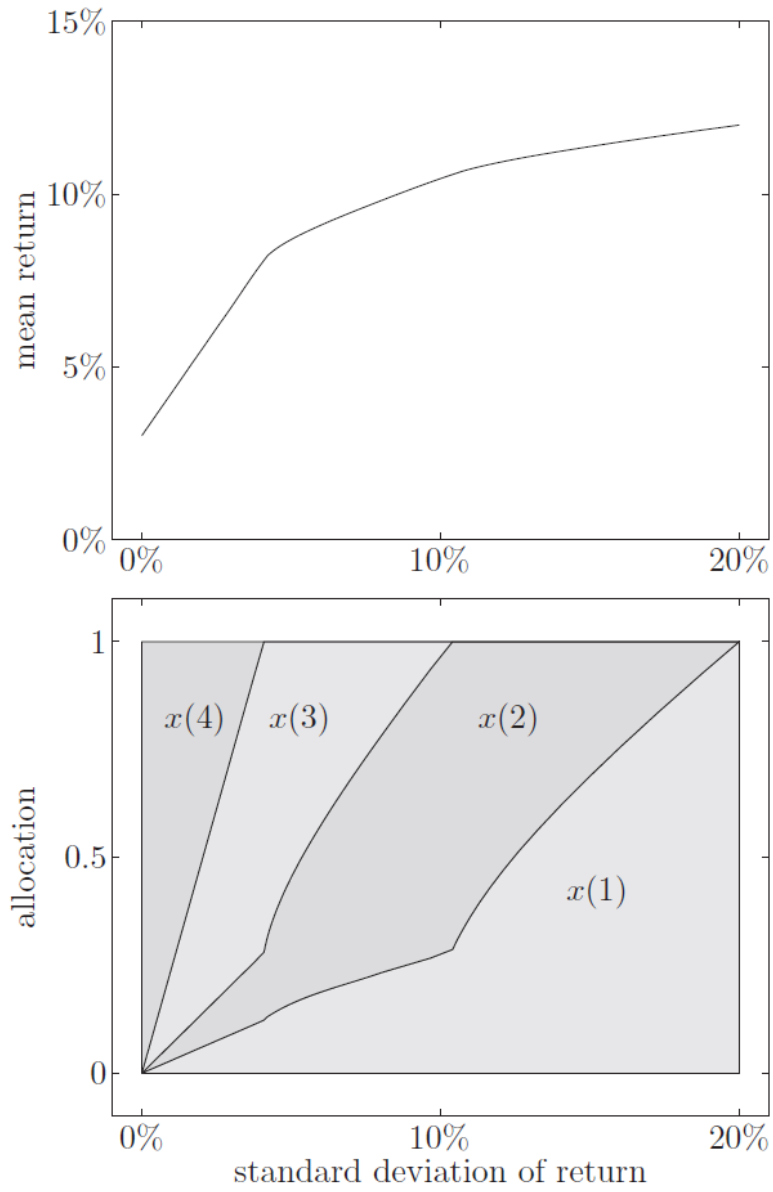 15%
10%
5%
0%
mean return
0%
10%
20%
1
0.5
0
allocation
x(4)
x(3)
x(2)
x(1)
0%
10%
20%
standard deviation of return